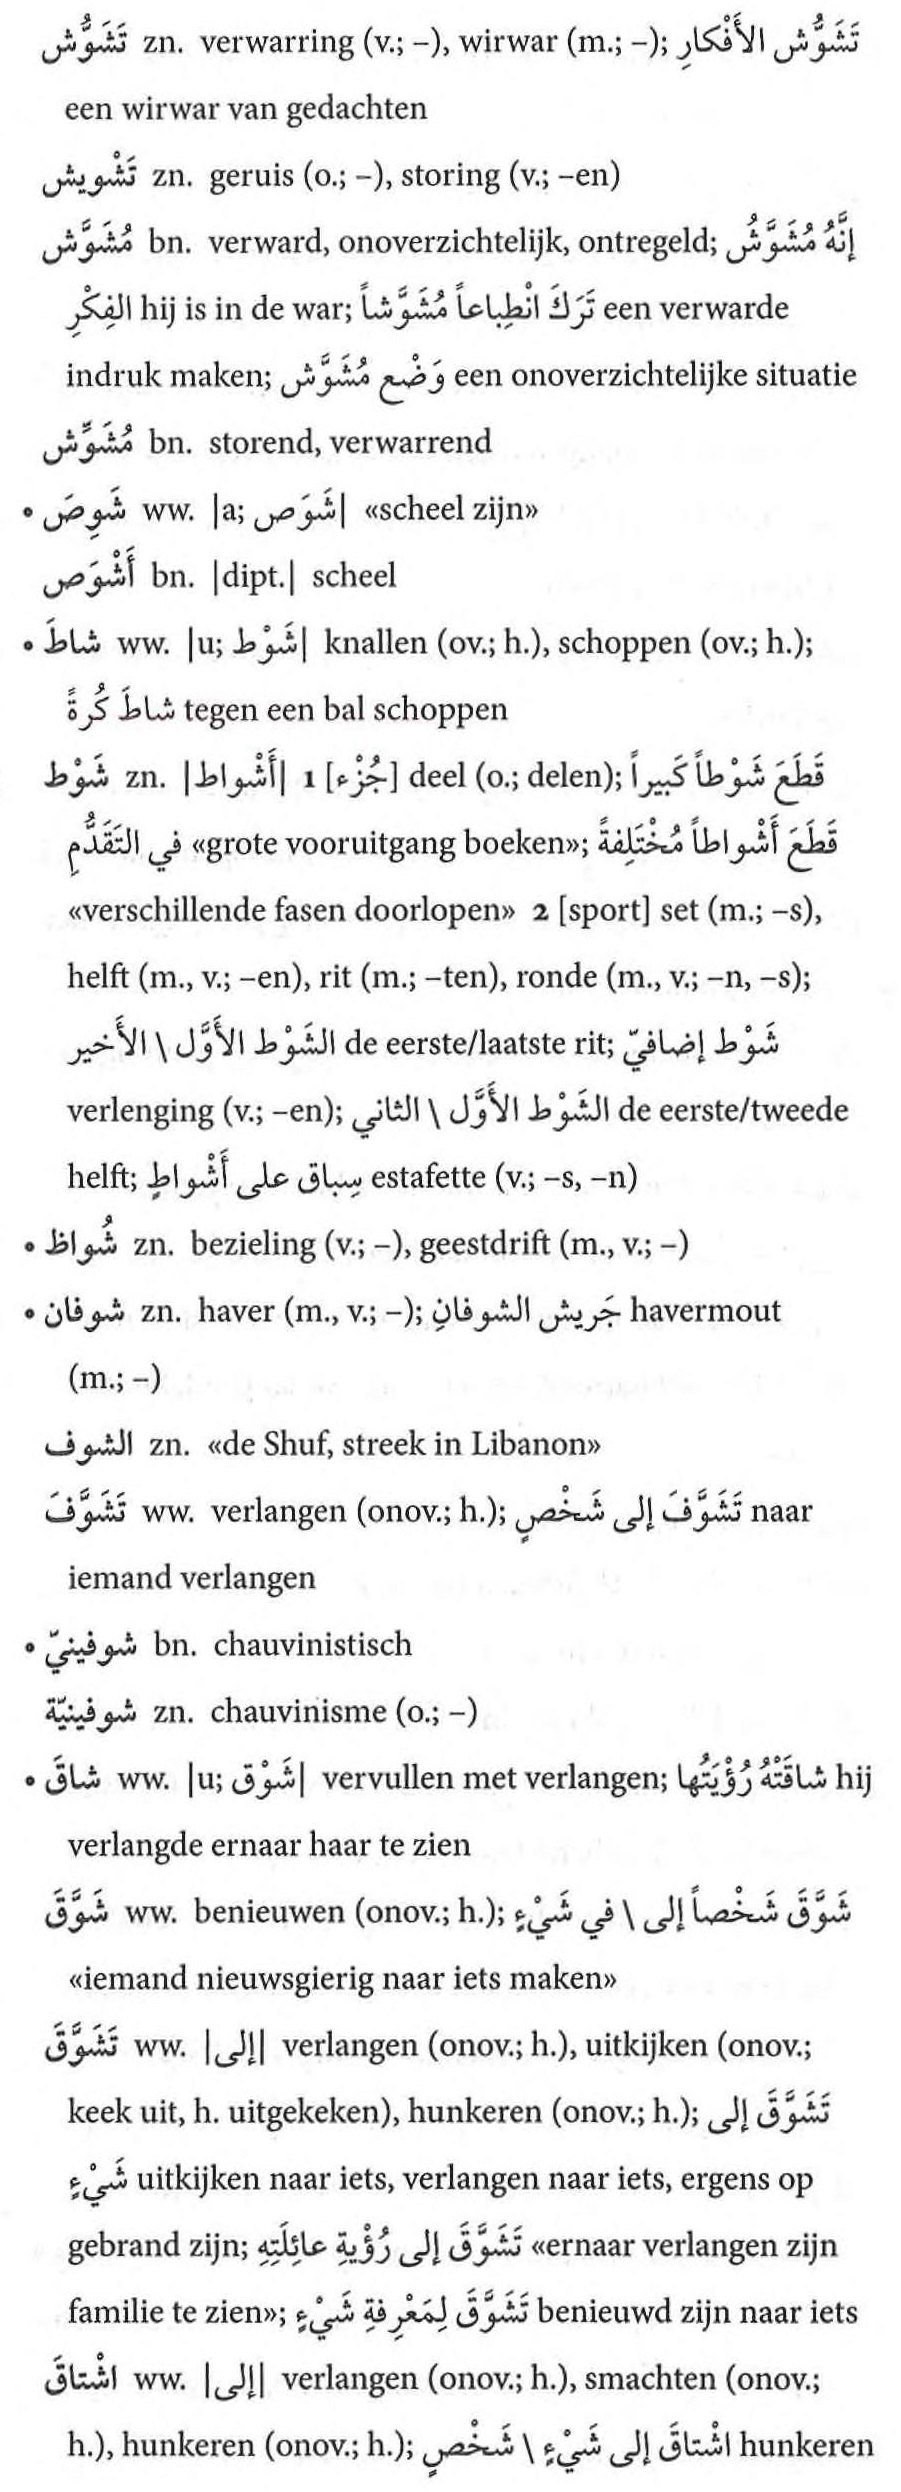 تَشَوُّش zn. verwarring (v.; –), wirwar (m.; –); تَشَوُّش الأَفْكارِ
een wirwar van gedachten
تَشْويش zn. geruis (o.; –), storing (v.; –en)
مُشَوَّش bn. verward, onoverzichtelijk, ontregeld; إنَّهُ مُشَوَّشُ
الفِكْرِ hij is in de war; تَرَكَ انْطِباعاً مُشَوَّشاً een verwarde
indruk maken; وَضْع مُشَوَّش een onoverzichtelijke situatie
مُشَوِّش bn. storend, verwarrend
• شَوِصَ ww. |a; شَوَص| «scheel zijn»
أَشْوَص bn. |dipt.| scheel
• شاطَ ww. |u; شَوْط| knallen (ov.; h.), schoppen (ov.; h.);
شاطَ كُرةً tegen een bal schoppen
شَوْط zn. |أَشْواط| 1 [جُزْء] deel (o.; delen); قَطَعَ شَوْطاً كَبيراً
في التَقَدُّمِ «grote vooruitgang boeken»; قَطَعَ أَشْواطاً مُخْتَلِفةً
«verschillende fasen doorlopen» 2 [sport] set (m.; –s),
helft (m., v.; –en), rit (m.; –ten), ronde (m., v.; –n, –s);
الشَوْط الأَوَّل \ الأَخير de eerste/laatste rit; شَوْط إضافيّ
verlenging (v.; –en); الشَوْط الأَوَّل \ الثاني de eerste/tweede
helft; سِباق على أَشْواطٍ estafette (v.; –s, –n)
• شُواظ zn. bezieling (v.; –), geestdrift (m., v.; –)
• شوفان zn. haver (m., v.; –); جَريش الشوفانِ havermout
(m.; –)
الشوف zn. «de Shuf, streek in Libanon»
تَشَوَّفَ ww. verlangen (onov.; h.); تَشَوَّفَ إلى شَخْصٍ naar
iemand verlangen
• شوفينيّ bn. chauvinistisch
شوفينيّة zn. chauvinisme (o.; –)
• شاقَ ww. |u; شَوْق| vervullen met verlangen; شاقَتْهُ رُؤْيَتُها hij
verlangde ernaar haar te zien
شَوَّقَ ww. benieuwen (onov.; h.); شَوَّقَ شَخْصاً إلى \ في شَيْءٍ
«iemand nieuwsgierig naar iets maken»
تَشَوَّقَ ww. |إلى| verlangen (onov.; h.), uitkijken (onov.;
keek uit, h. uitgekeken), hunkeren (onov.; h.); تَشَوَّقَ إلى
شَيْءٍ uitkijken naar iets, verlangen naar iets, ergens op
gebrand zijn; تَشَوَّقَ إلى رُؤْيةِ عائِلَتِهِ «ernaar verlangen zijn
familie te zien»; تَشَوَّقَ لِمَعْرِفةِ شَيْءٍ benieuwd zijn naar iets
اشْتاقَ ww. |إلى| verlangen (onov.; h.), smachten (onov.;
h.), hunkeren (onov.; h.); اشْتاقَ إلى شَيْءٍ \ شَخْصٍ hunkeren